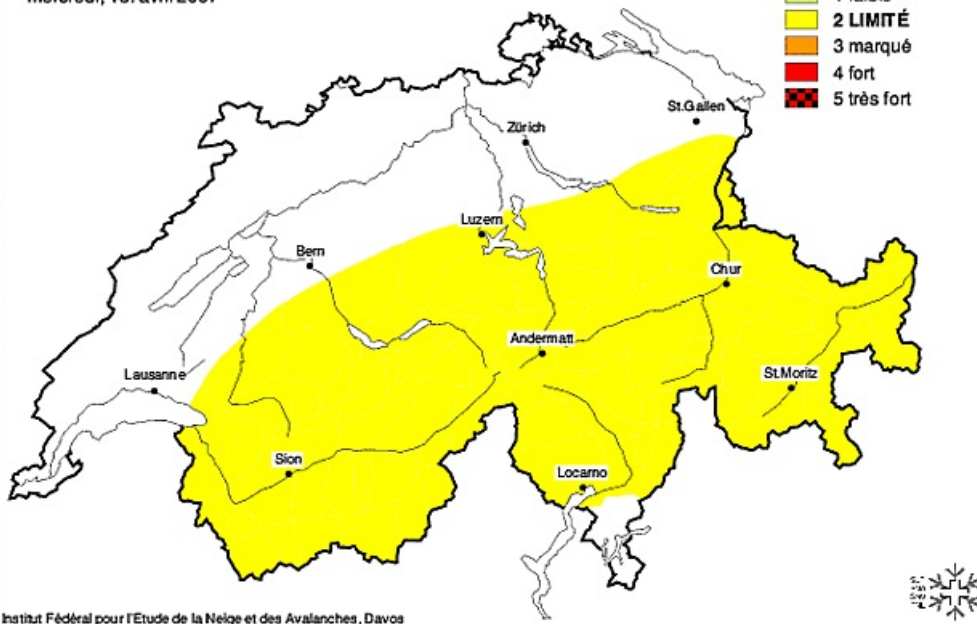 2 LIMITÉ
3 marqué
4 fort
5 très fort
St.Gallen
Zürich
Luzern
Bern
Chur
Andermatt
Lausanne
St.Moritz
Sion
Locarno
Institut Fédéral pour l'Etude de la Neige et des Avalanches, Davos